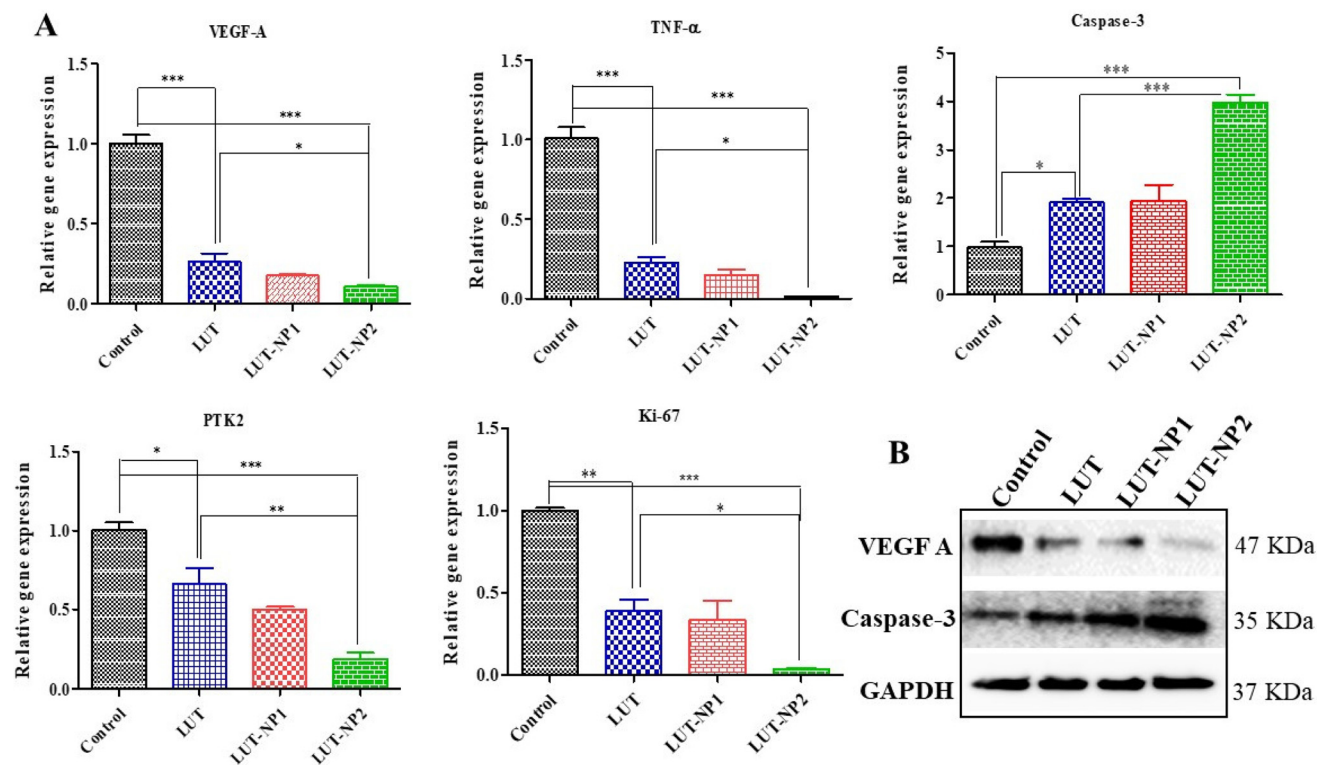 A
VEGF-A
Relative gene expression
1.5
1.0
0.5
0.0
***
***
*
Control
LUT
LUT-NP1
LUT-NP2
TNF-α
Relative gene expression
1.5
1.0
0.5
0.0
***
***
*
Control
LUT
LUT-NP1
LUT-NP2
Caspase-3
Relative gene expression
5
4
3
2
1
0
***
***
*
Control
LUT
LUT-NP1
LUT-NP2
PTK2
Relative gene expression
1.5
1.0
0.5
0.0
*
***
**
Control
LUT
LUT-NP1
LUT-NP2
Ki-67
Relative gene expression
1.5
1.0
0.5
0.0
**
***
*
Control
LUT
LUT-NP1
LUT-NP2
B
Control
LUT
LUT-NP1
LUT-NP2
VEGF A 47 KDa
Caspase-3 35 KDa
GAPDH 37 KDa